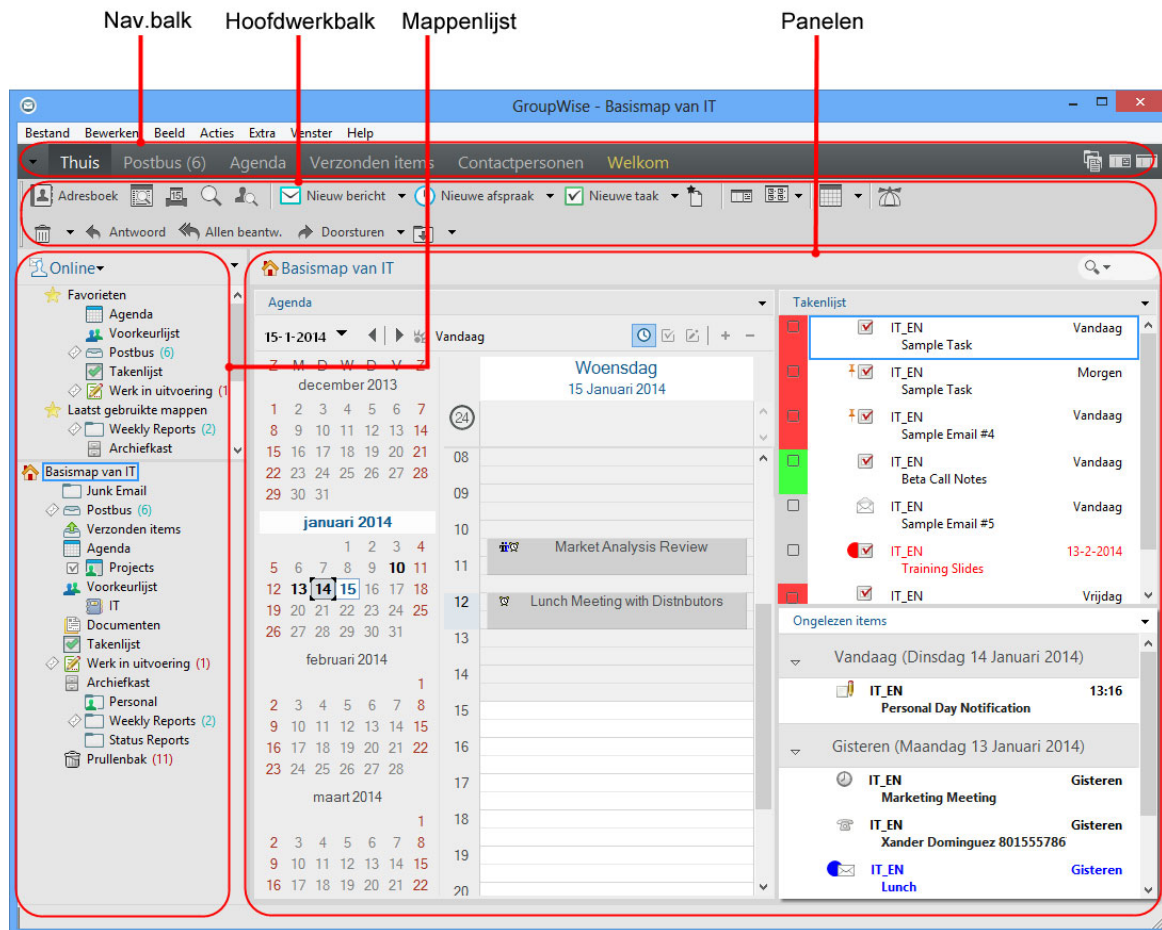 Nav.balk Hoofdwerkbalk Mappenlijst Panelen
GroupWise - Basismap van IT
Bestand Bewerken Beeld Acties Extra Venster Help
Thuis Postbus (6) Agenda Verzonden items Contactpersonen Welkom
Adresboek 15 Nieuw bericht Nieuwe afspraak Nieuwe taak
Antwoord Allen beantw. Doorsturen
Online
Favorieten
Agenda
Voorkeurlijst
Postbus (6)
Takenlijst
Werk in uitvoering (1
Laatst gebruikte mappen
Weekly Reports (2)
Archiefkast
Basismap van IT
Junk Email
Postbus (6)
Verzonden items
Agenda
Projects
Voorkeurlijst
IT
Documenten
Takenlijst
Werk in uitvoering (1)
Archiefkast
Personal
Weekly Reports (2)
Status Reports
Prullenbak (11)
Basismap van IT
Agenda
15-1-2014 Vandaag
Z M D W D V Z
december 2013
1 2 3 4 5 6 7
8 9 10 11 12 13 14
15 16 17 18 19 20 21
22 23 24 25 26 27 28
29 30 31
januari 2014
1 2 3 4
5 6 7 8 9 10 11
12 13 14 15 16 17 18
19 20 21 22 23 24 25
26 27 28 29 30 31
februari 2014
1
2 3 4 5 6 7 8
9 10 11 12 13 14 15
16 17 18 19 20 21 22
23 24 25 26 27 28
maart 2014
1
2 3 4 5 6 7 8
9 10 11 12 13 14 15
16 17 18 19 20 21 22
Woensdag
15 Januari 2014
24
08
09
10
Market Analysis Review
11
12 Lunch Meeting with Distnbutors
13
14
15
16
17
18
19
20
Takenlijst
IT_EN Vandaag
Sample Task
IT_EN Morgen
Sample Task
IT_EN Vandaag
Sample Email #4
IT_EN Vandaag
Beta Call Notes
IT_EN Vandaag
Sample Email #5
IT_EN 13-2-2014
Training Slides
IT_EN Vrijdag
Ongelezen items
Vandaag (Dinsdag 14 Januari 2014)
IT_EN 13:16
Personal Day Notification
Gisteren (Maandag 13 Januari 2014)
IT_EN Gisteren
Marketing Meeting
IT_EN Gisteren
Xander Dominguez 801555786
IT_EN Gisteren
Lunch